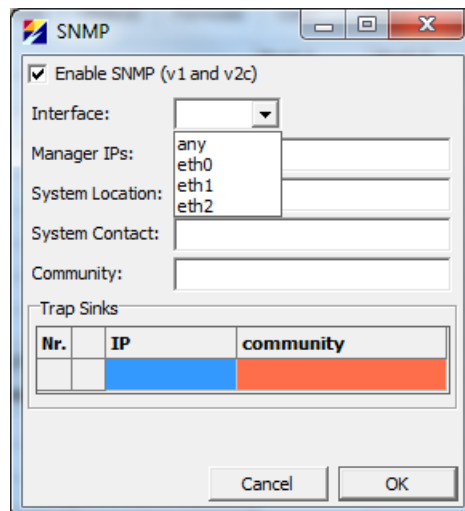 SNMP
Enable SNMP (v1 and v2c)
Interface:
any
eth0
eth1
eth2
Manager IPs:
System Location:
System Contact:
Community:
Trap Sinks
Nr. IP community
Cancel OK